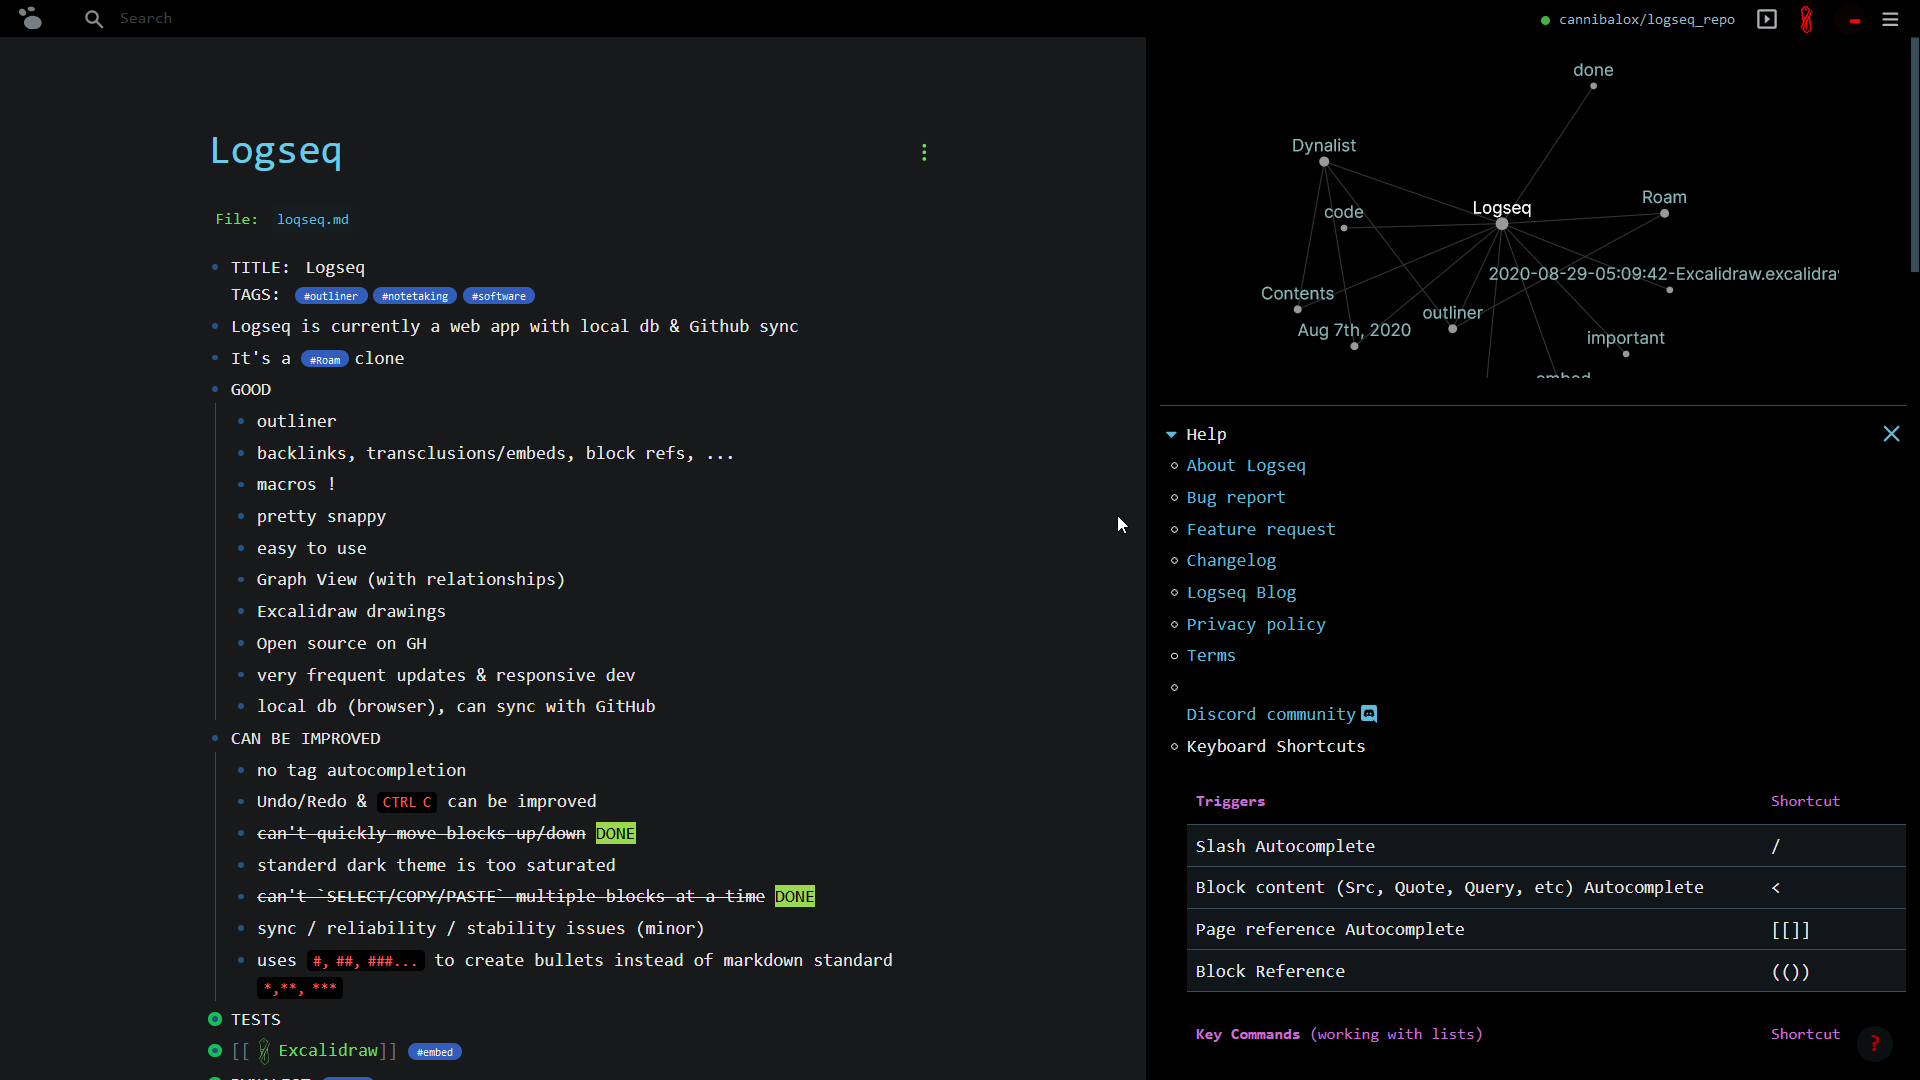 Search
cannibalox/logseq_repo
Logseq
File: logseq.md
TITLE: Logseq
TAGS: #outliner #notetaking #software
Logseq is currently a web app with local db & Github sync
It's a #Roam clone
GOOD
outliner
backlinks, transclusions/embeds, block refs, ...
macros !
pretty snappy
easy to use
Graph View (with relationships)
Excalidraw drawings
Open source on GH
very frequent updates & responsive dev
local db (browser), can sync with GitHub
CAN BE IMPROVED
no tag autocompletion
Undo/Redo & CTRL C can be improved
can't quickly move blocks up/down DONE
standerd dark theme is too saturated
can't `SELECT/COPY/PASTE` multiple blocks at a time DONE
sync / reliability / stability issues (minor)
uses #, ##, ###... to create bullets instead of markdown standard
*,**, ***
TESTS
[[ Excalidraw]] #embed
done
Dynalist
Roam
Logseq
code
2020-08-29-05:09:42-Excalidraw.excalidra
Contents
outliner
Aug 7th, 2020
important
embed
Help
About Logseq
Bug report
Feature request
Changelog
Logseq Blog
Privacy policy
Terms
Discord community
Keyboard Shortcuts
Triggers Shortcut
Slash Autocomplete /
Block content (Src, Quote, Query, etc) Autocomplete <
Page reference Autocomplete [[]]
Block Reference (())
Key Commands (working with lists) Shortcut
?